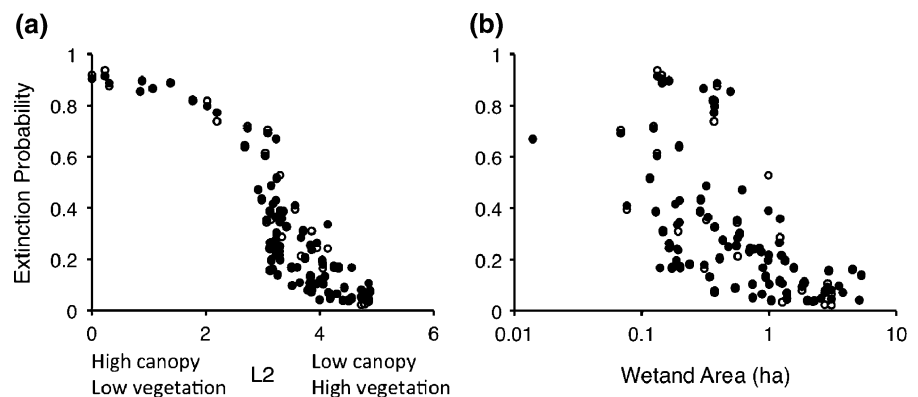 (a)
(b)
Extinction Probability
1
0.8
0.6
0.4
0.2
0
0 2 4 6
High canopy L2 Low canopy
Low vegetation High vegetation
1
0.8
0.6
0.4
0.2
0
0.01 0.1 1 10
Wetand Area (ha)